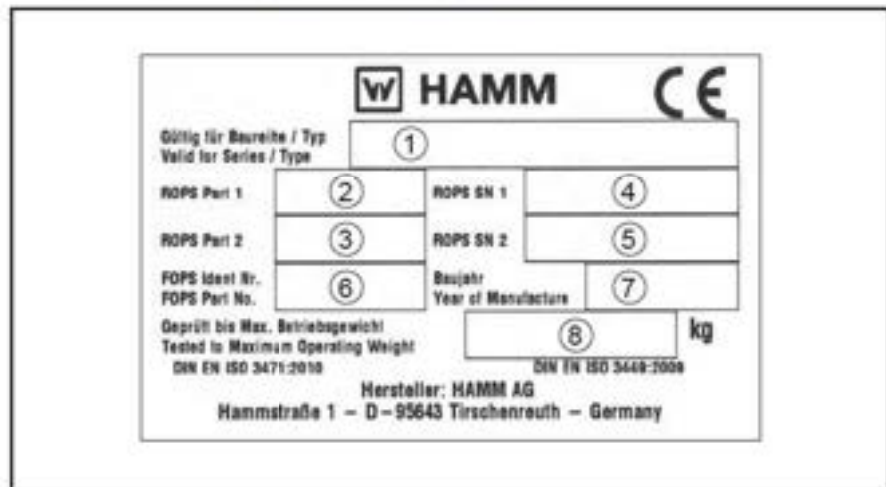 W HAMM CE
Gültig für Baureihe / Typ
Valid for Series / Type
1
ROPS Part 1
2
ROPS SN 1
4
ROPS Part 2
3
ROPS SN 2
5
FOPS Ident Nr.
FOPS Part No.
6
Baujahr
Year of Manufacture
7
Geprüft bis Max. Betriebsgewicht
Tested to Maximum Operating Weight
8
kg
DIN EN ISO 3471:2010
DIN EN ISO 3449:2009
Hersteller: HAMM AG
Hammstraße 1 – D-95643 Tirschenreuth – Germany